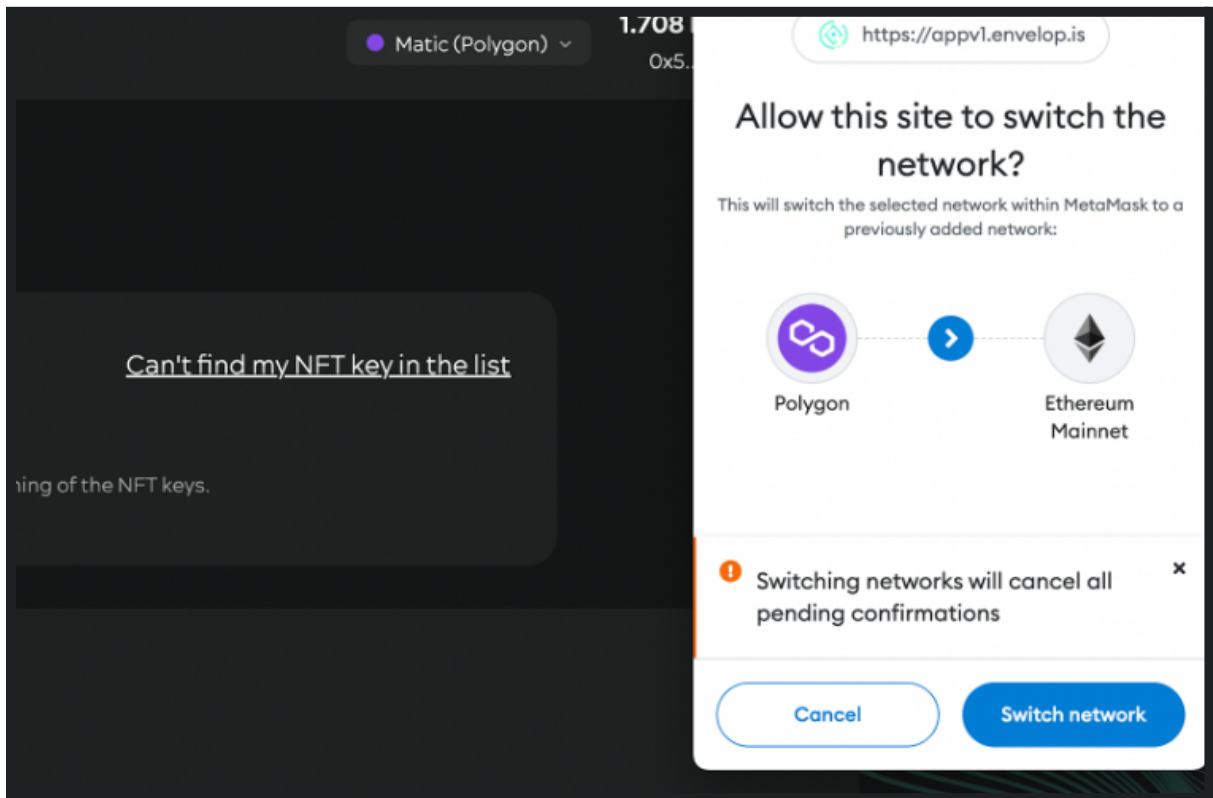 Matic (Polygon)
1.708
0x5..
Can't find my NFT key in the list
ning of the NFT keys.
https://appv1.envelop.is
Allow this site to switch the
network?
This will switch the selected network within MetaMask to a
previously added network:
Polygon
Ethereum
Mainnet
Switching networks will cancel all
pending confirmations
Cancel
Switch network